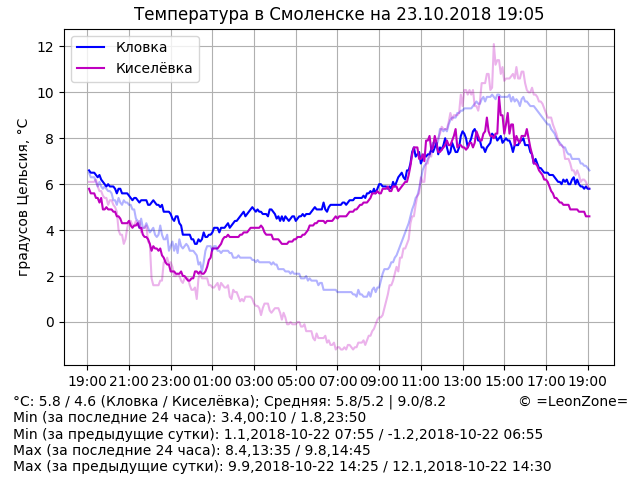 Температура в Смоленске на 23.10.2018 19:05
Кловка
Киселёвка
градусов Цельсия, °C
12
10
8
6
4
2
0
19:00 21:00 23:00 01:00 03:00 05:00 07:00 09:00 11:00 13:00 15:00 17:00 19:00
°C: 5.8 / 4.6 (Кловка / Киселёвка); Средняя: 5.8/5.2 | 9.0/8.2 © =LeonZone=
Min (за последние 24 часа): 3.4,00:10 / 1.8,23:50
Min (за предыдущие сутки): 1.1,2018-10-22 07:55 / -1.2,2018-10-22 06:55
Max (за последние 24 часа): 8.4,13:35 / 9.8,14:45
Max (за предыдущие сутки): 9.9,2018-10-22 14:25 / 12.1,2018-10-22 14:30